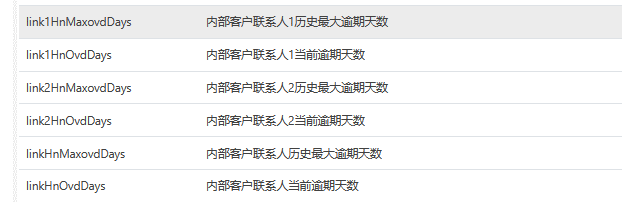 link1HnMaxovdDays 内部客户联系人1历史最大逾期天数
link1HnOvdDays 内部客户联系人1当前逾期天数
link2HnMaxovdDays 内部客户联系人2历史最大逾期天数
link2HnOvdDays 内部客户联系人2当前逾期天数
linkHnMaxovdDays 内部客户联系人历史最大逾期天数
linkHnOvdDays 内部客户联系人当前逾期天数